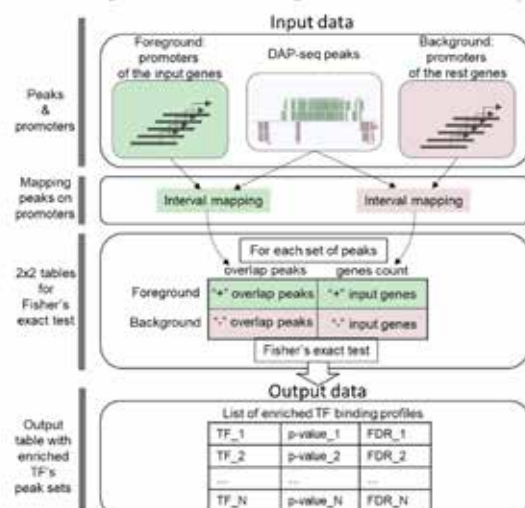 Input data
Peaks
&
promoters
Foreground:
promoters
of the input genes
DAP-seq peaks
Background:
promoters
of the rest genes
Mapping
peaks on
promoters
Interval mapping
Interval mapping
2x2 tables
for
Fisher's
exact test
For each set of peaks
overlap peaks genes count
Foreground "+" overlap peaks "+" input genes
Background "-" overlap peaks "-" input genes
Fisher's exact test
Output data
Output
table with
enriched
TF's
peak sets
List of enriched TF binding profiles
TF_1 p-value_1 FDR_1
TF_2 p-value_2 FDR_2
... ... ...
TF_N p-value_N FDR_N